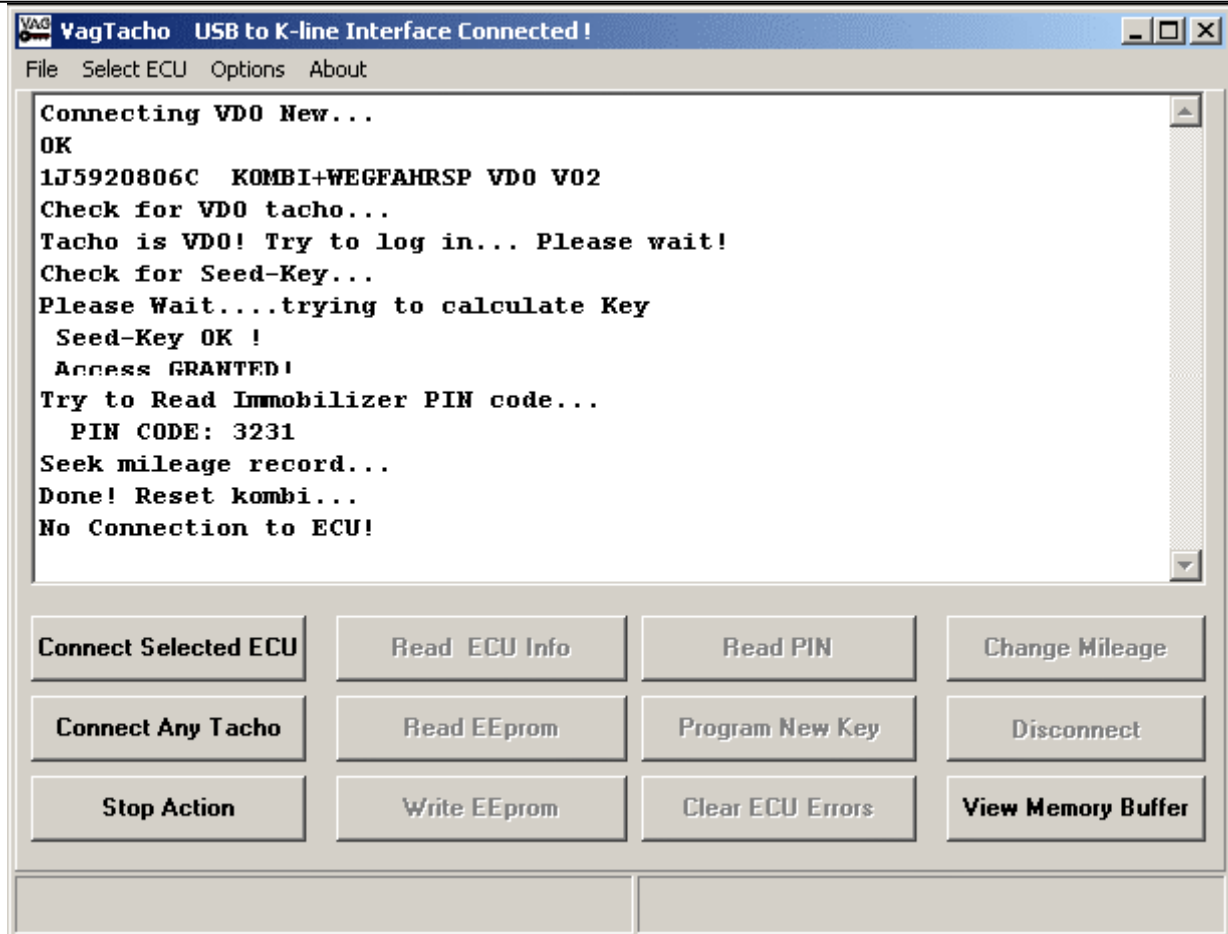 VAG VagTacho USB to K-line Interface Connected !
File Select ECU Options About
Connecting VDO New...
OK
1J5920806C KOMBI+WEGFAHRSP VDO V02
Check for VDO tacho...
Tacho is VDO! Try to log in... Please wait!
Check for Seed-Key...
Please Wait....trying to calculate Key
Seed-Key OK !
Access GRANTED!
Try to Read Immobilizer PIN code...
PIN CODE: 3231
Seek mileage record...
Done! Reset kombi...
No Connection to ECU!
Connect Selected ECU Read ECU Info Read PIN Change Mileage
Connect Any Tacho Read EEprom Program New Key Disconnect
Stop Action Write EEprom Clear ECU Errors View Memory Buffer